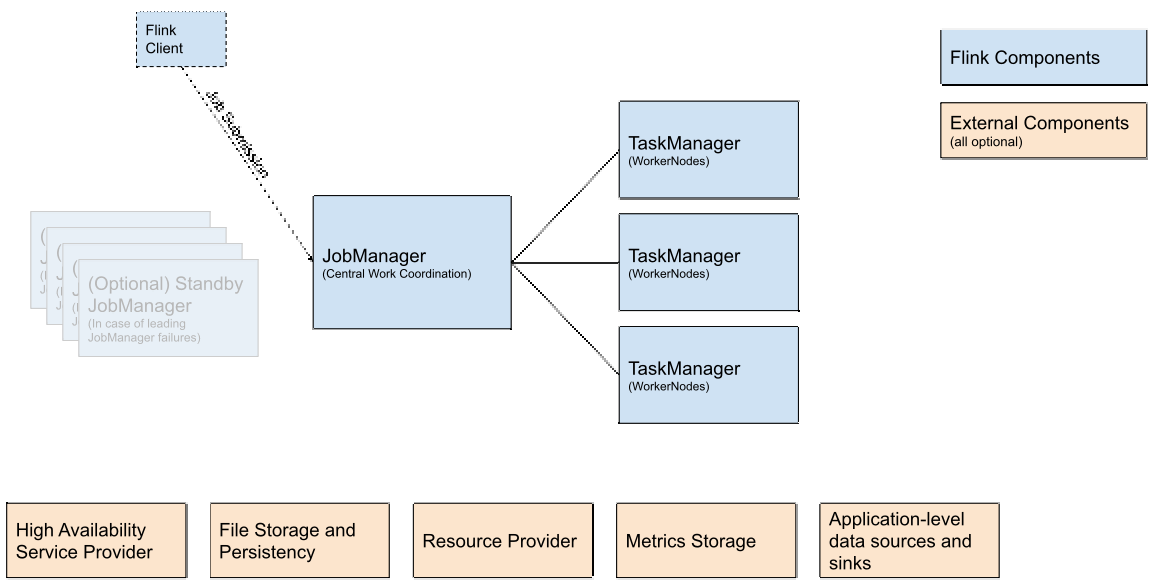 Flink
Client
Flink Components
External Components
(all optional)
TaskManager
(WorkerNodes)
JobManager
(Central Work Coordination)
TaskManager
(WorkerNodes)
TaskManager
(WorkerNodes)
(Optional) Standby
JobManager
(In case of leading
JobManager failures)
High Availability
Service Provider
File Storage and
Persistency
Resource Provider
Metrics Storage
Application-level
data sources and
sinks